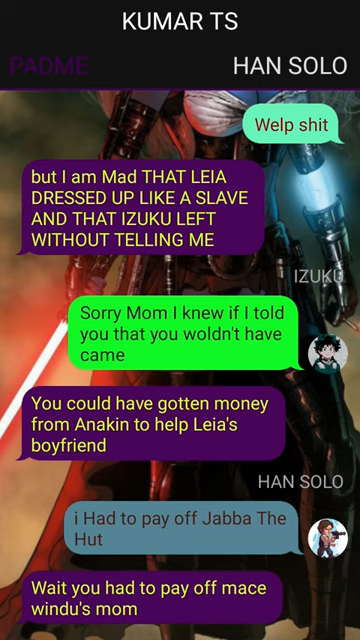 KUMAR TS
PADME
HAN SOLO
Welp shit
but I am Mad THAT LEIA
DRESSED UP LIKE A SLAVE
AND THAT IZUKU LEFT
WITHOUT TELLING ME
IZUKU
Sorry Mom I knew if I told
you that you woldn't have
came
You could have gotten money
from Anakin to help Leia's
boyfriend
HAN SOLO
i Had to pay off Jabba The
Hut
Wait you had to pay off mace
windu's mom